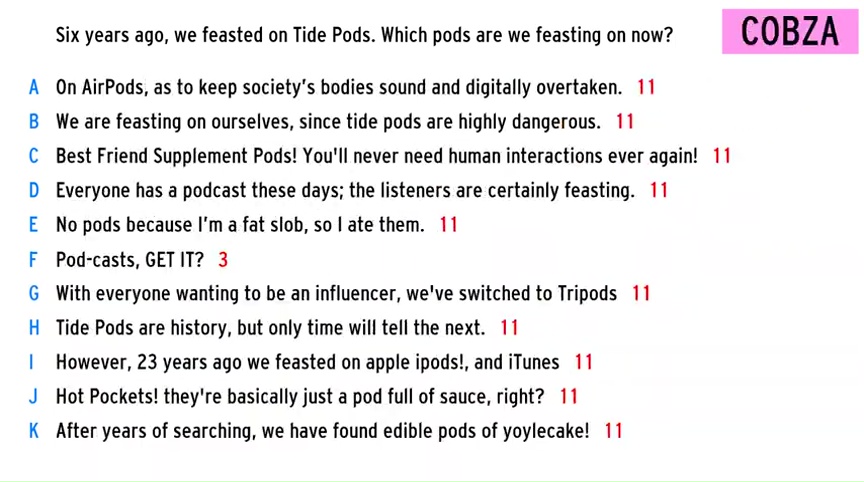 Six years ago, we feasted on Tide Pods. Which pods are we feasting on now?
COBZA
A On AirPods, as to keep society's bodies sound and digitally overtaken. 11
B We are feasting on ourselves, since tide pods are highly dangerous. 11
C Best Friend Supplement Pods! You'll never need human interactions ever again! 11
D Everyone has a podcast these days; the listeners are certainly feasting. 11
E No pods because I'm a fat slob, so I ate them. 11
F Pod-casts, GET IT? 3
G With everyone wanting to be an influencer, we've switched to Tripods 11
H Tide Pods are history, but only time will tell the next. 11
I However, 23 years ago we feasted on apple ipods!, and iTunes 11
J Hot Pockets! they're basically just a pod full of sauce, right? 11
K After years of searching, we have found edible pods of yoylecake! 11